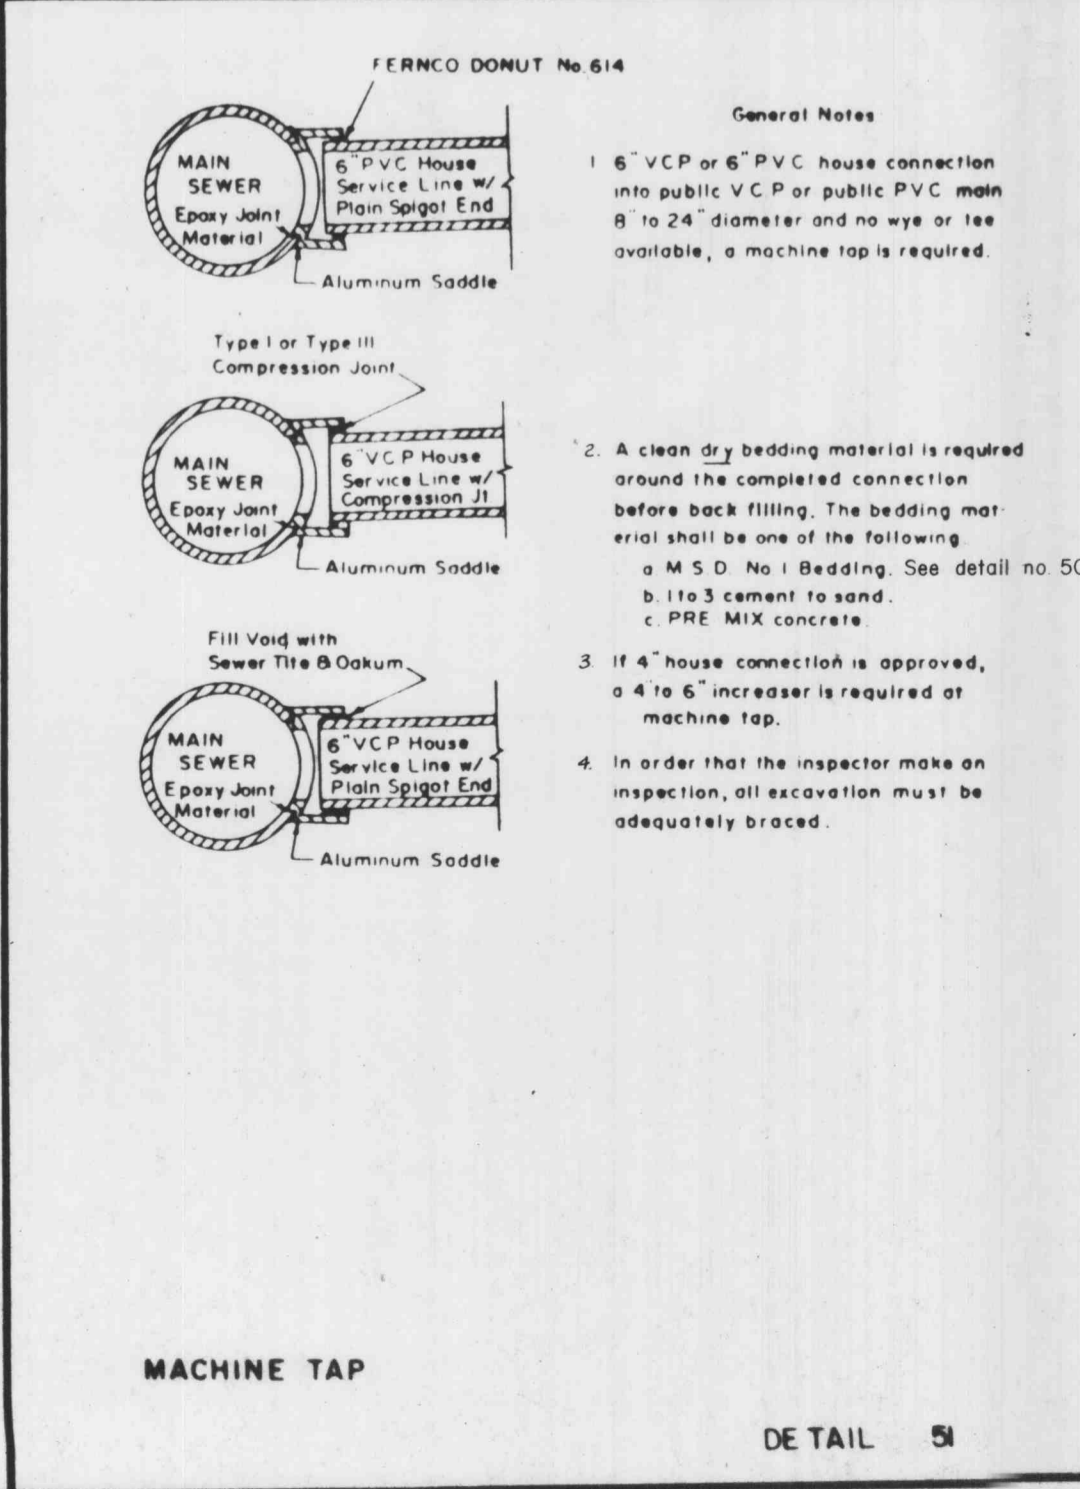 FERNCO DONUT No. 614
MAIN
SEWER
Epoxy Joint
Material
6" PVC House
Service Line w/
Plain Spigot End
Aluminum Saddle
Type I or Type III
Compression Joint
MAIN
SEWER
Epoxy Joint
Material
6" VCP House
Service Line w/
Compression Jt
Aluminum Saddle
Fill Void with
Sewer Tite & Oakum
MAIN
SEWER
Epoxy Joint
Material
6" VCP House
Service Line w/
Plain Spigot End
Aluminum Saddle
General Notes
1 6" VCP or 6" PVC house connection
into public VCP or public PVC main
8" to 24" diameter and no wye or tee
available, a machine tap is required.
2. A clean dry bedding material is required
around the completed connection
before back filling. The bedding mat-
erial shall be one of the following
a M.S.D. No 1 Bedding. See detail no. 50
b. 1 to 3 cement to sand.
c. PRE MIX concrete.
3. If 4" house connection is approved,
a 4" to 6" increaser is required at
machine tap.
4. In order that the inspector make an
inspection, all excavation must be
adequately braced.
MACHINE TAP
DETAIL 51